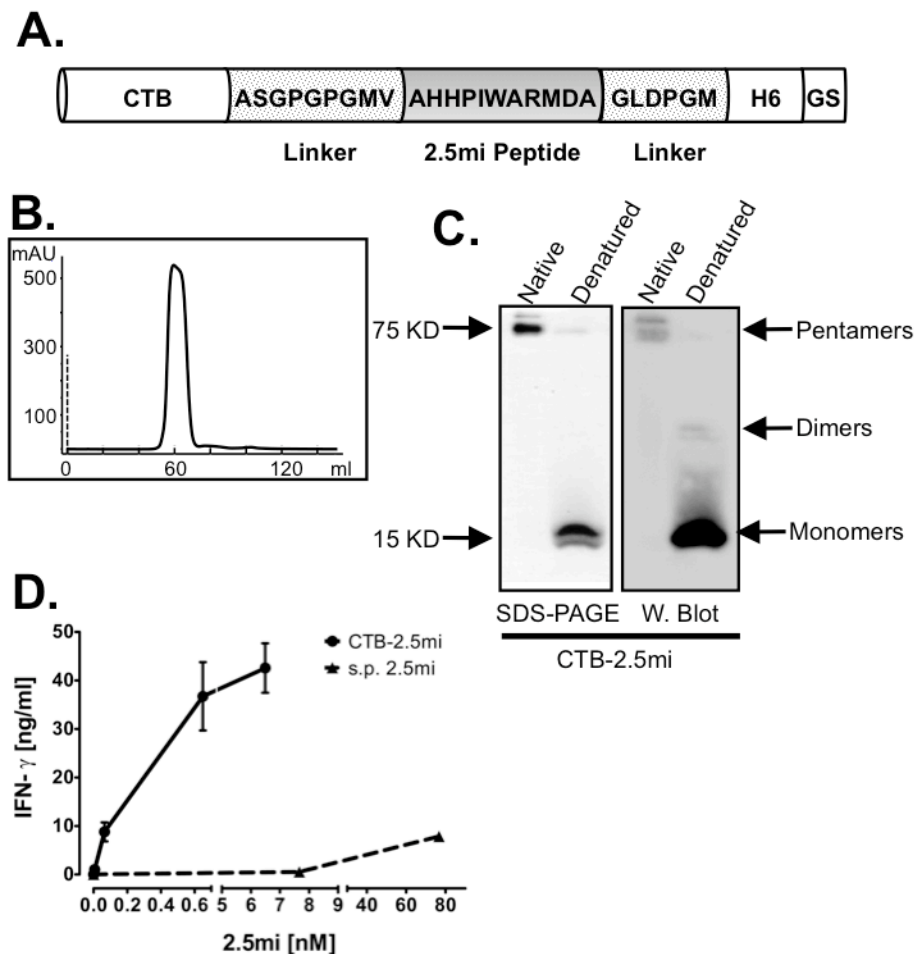 A.
CTB ASGPGPGMV AHHPIWARMDA GLDPGM H6 GS
Linker 2.5mi Peptide Linker
B.
mAU
500
300
100
0 60 120 ml
C.
Native Denatured Native Denatured
75 KD Pentamers
Dimers
15 KD Monomers
SDS-PAGE W. Blot
CTB-2.5mi
D.
50
40
30
20
10
0
IFN- γ [ng/ml]
CTB-2.5mi
s.p. 2.5mi
0.0 0.2 0.4 0.6 5 6 7 8 9 40 60 80
2.5mi [nM]